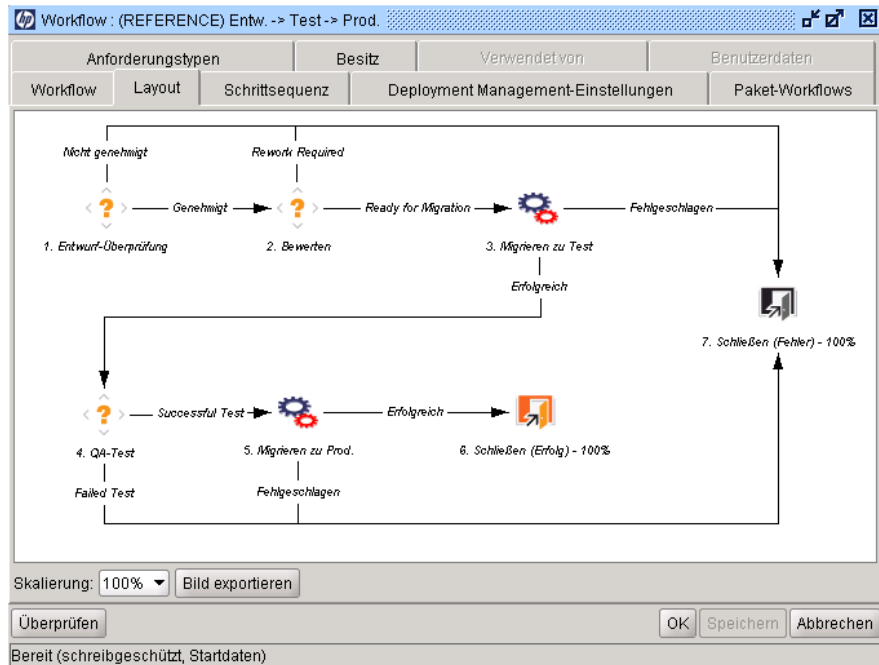 hp Workflow : (REFERENCE) Entw. -> Test -> Prod.
Anforderungstypen Besitz Verwendet von Benutzerdaten
Workflow Layout Schrittsequenz Deployment Management-Einstellungen Paket-Workflows
Nicht genehmigt Rework Required
? Genehmigt ? Ready for Migration Fehlgeschlagen
1. Entwurf-Überprüfung 2. Bewerten 3. Migrieren zu Test
Erfolgreich
7. Schließen (Fehler) - 100%
? Successful Test Erfolgreich
4. QA-Test 5. Migrieren zu Prod. 6. Schließen (Erfolg) - 100%
Failed Test Fehlgeschlagen
Skalierung: 100% Bild exportieren
Überprüfen OK Speichern Abbrechen
Bereit (schreibgeschützt, Startdaten)